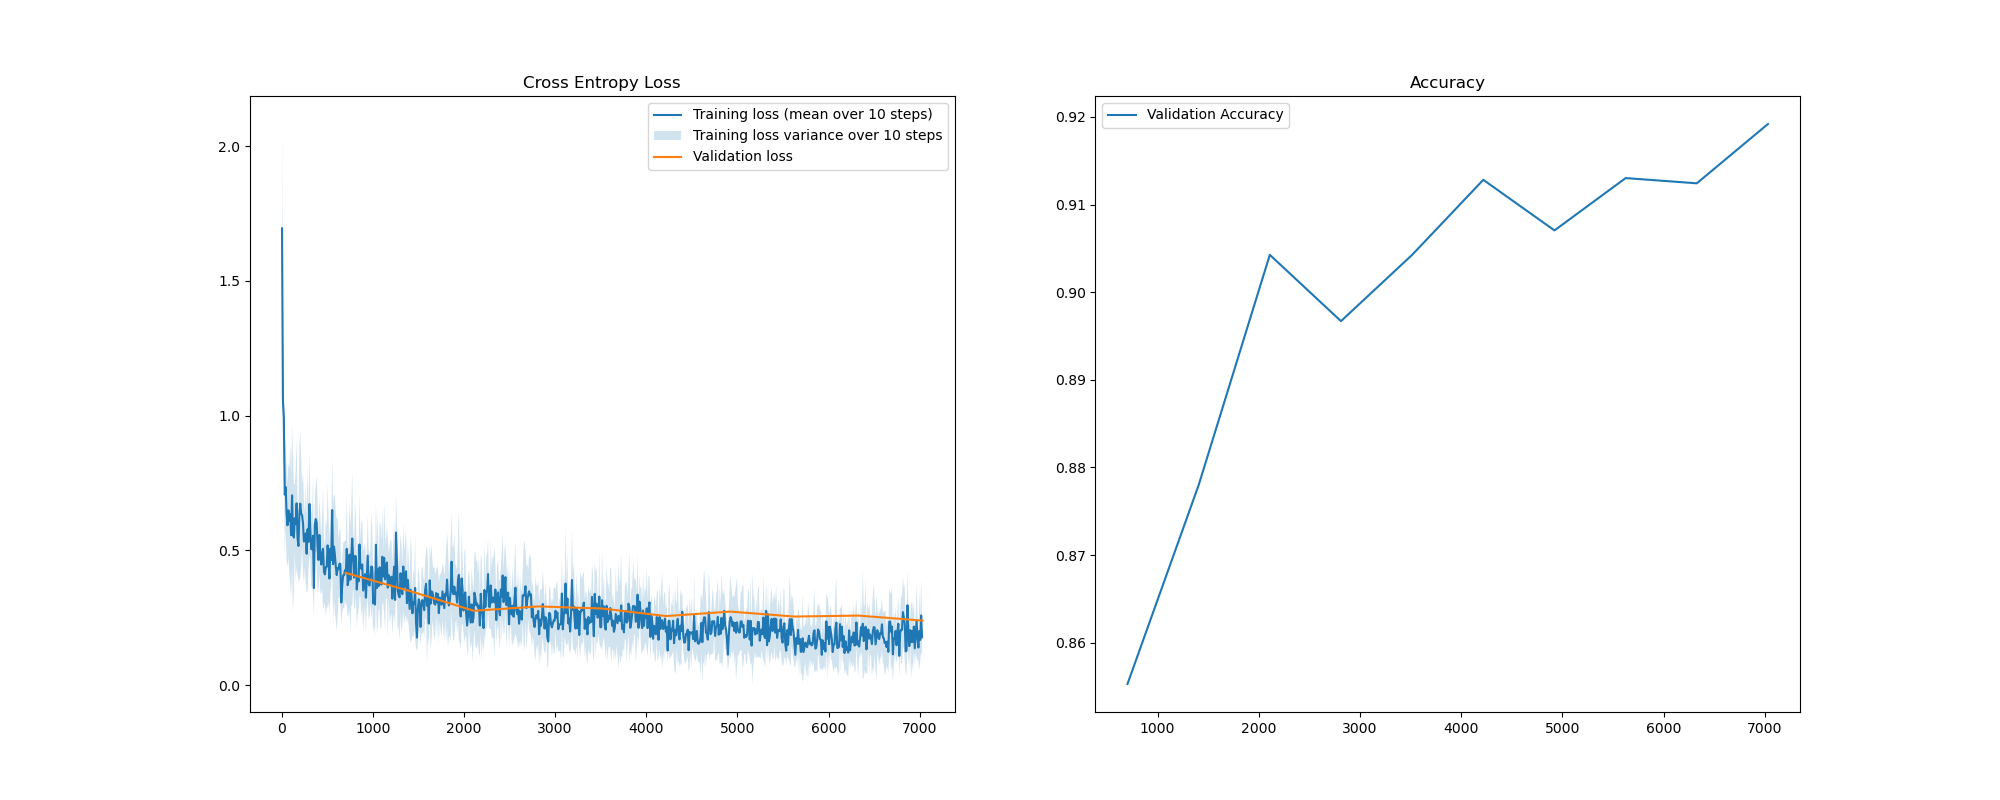 Cross Entropy Loss
Training loss (mean over 10 steps)
Training loss variance over 10 steps
Validation loss
2.0
1.5
1.0
0.5
0.0
0 1000 2000 3000 4000 5000 6000 7000
Accuracy
Validation Accuracy
0.92
0.91
0.90
0.89
0.88
0.87
0.86
1000 2000 3000 4000 5000 6000 7000